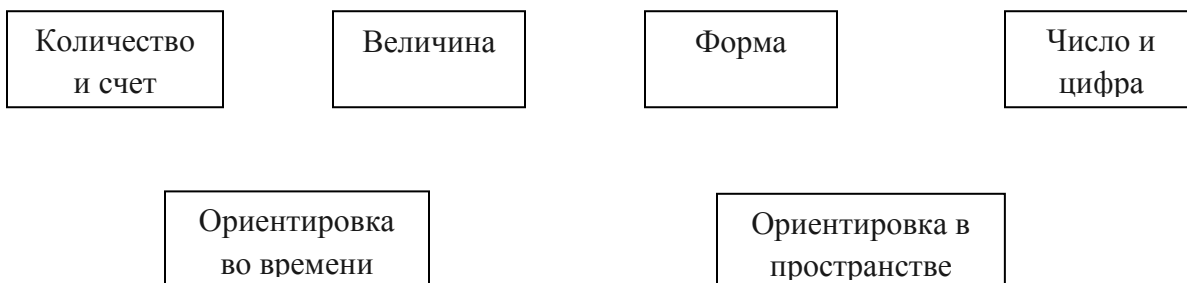 Количество
и счет
Величина
Форма
Число и
цифра
Ориентировка
во времени
Ориентировка в
пространстве